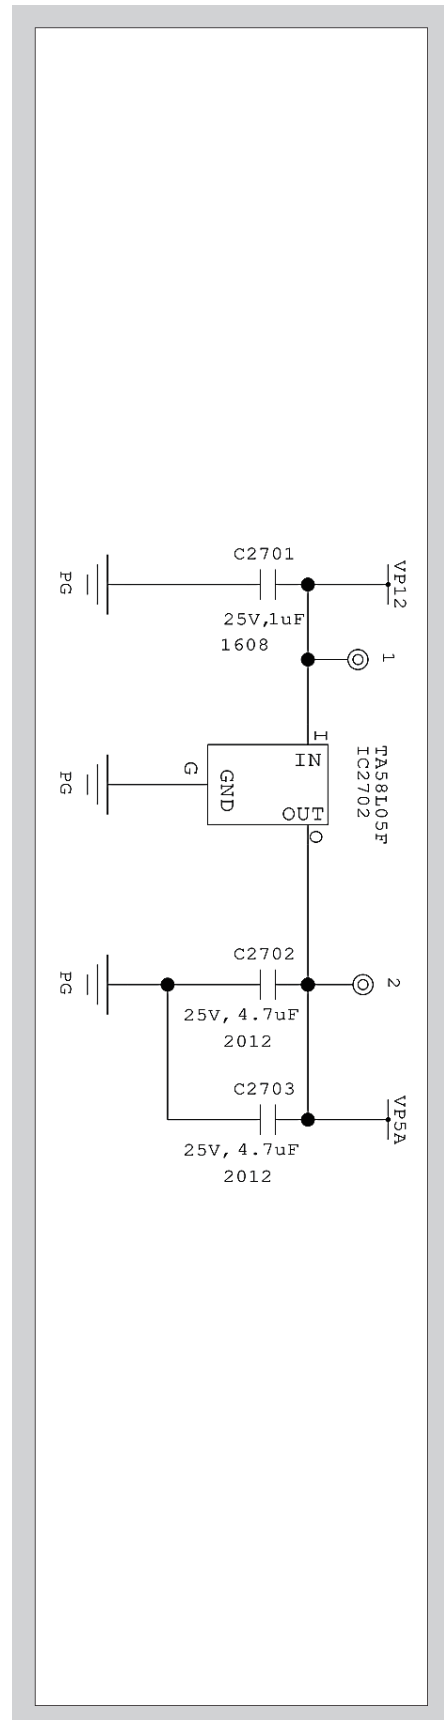 C2701
VP12
PG
25V,1uF
1608
1
I
IN
TA58L05F
IC2702
G
GND
PG
OUT
O
C2702
2
PG
25V, 4.7uF
2012
C2703
VP5A
25V, 4.7uF
2012